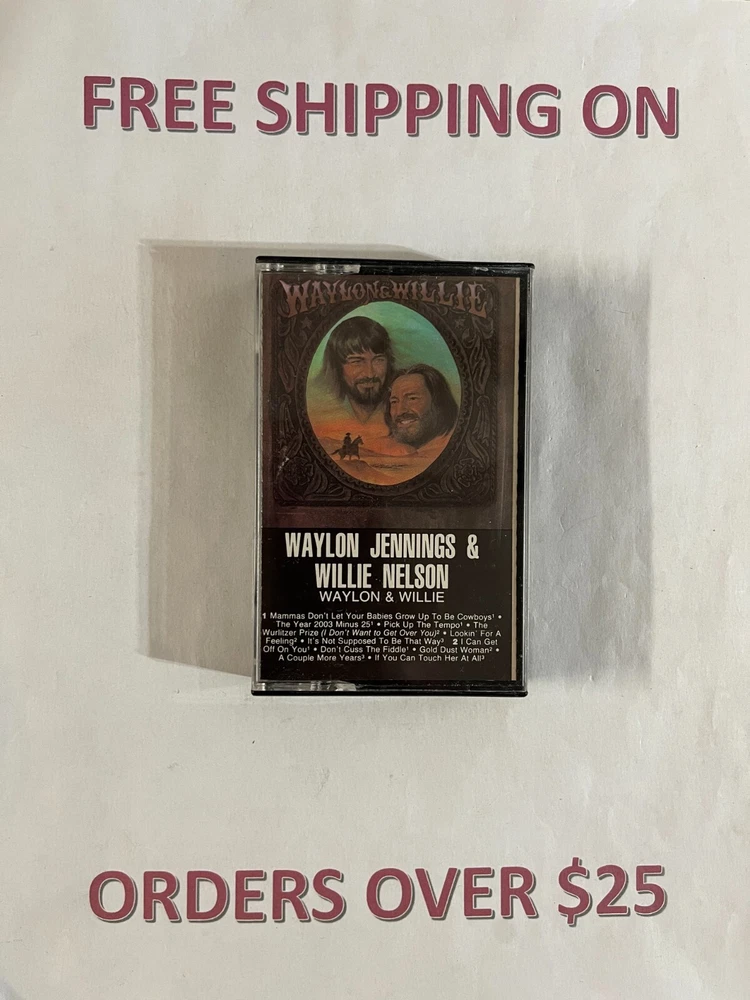 FREE SHIPPING ON
WAYLON & WILLIE
WAYLON JENNINGS &
WILLIE NELSON
WAYLON & WILLIE
1 Mammas Don't Let Your Babies Grow Up To Be Cowboys¹ •
The Year 2003 Minus 25¹ • Pick Up The Tempo¹ • The
Wurlitzer Prize (I Don't Want to Get Over You)² • Lookin' For A
Feeling² • It's Not Supposed To Be That Way³ 2 I Can Get
Off On You¹ • Don't Cuss The Fiddle¹ • Gold Dust Woman² •
A Couple More Years³ • If You Can Touch Her At All³
ORDERS OVER $25